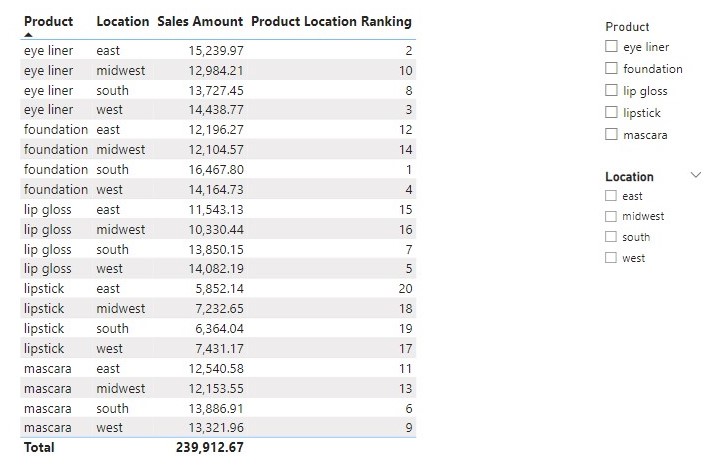 Product Location Sales Amount Product Location Ranking
eye liner east 15,239.97 2
eye liner midwest 12,984.21 10
eye liner south 13,727.45 8
eye liner west 14,438.77 3
foundation east 12,196.27 12
foundation midwest 12,104.57 14
foundation south 16,467.80 1
foundation west 14,164.73 4
lip gloss east 11,543.13 15
lip gloss midwest 10,330.44 16
lip gloss south 13,850.15 7
lip gloss west 14,082.19 5
lipstick east 5,852.14 20
lipstick midwest 7,232.65 18
lipstick south 6,364.04 19
lipstick west 7,431.17 17
mascara east 12,540.58 11
mascara midwest 12,153.55 13
mascara south 13,886.91 6
mascara west 13,321.96 9
Total 239,912.67
Product
eye liner
foundation
lip gloss
lipstick
mascara
Location
east
midwest
south
west